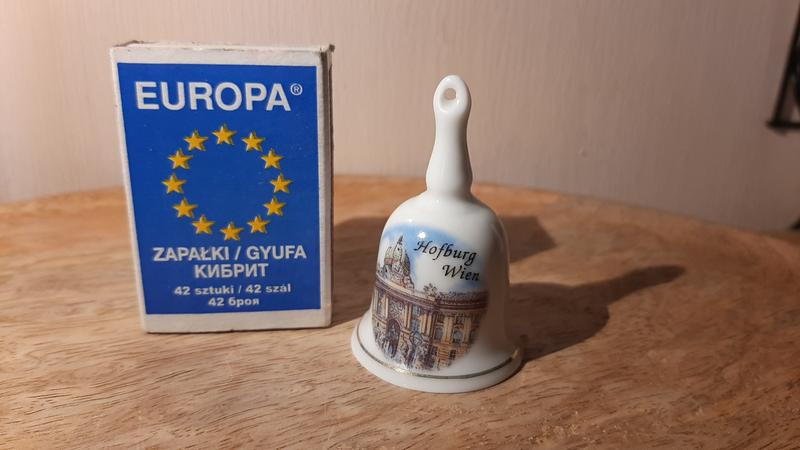 EUROPA®
ZAPAŁKI / GYUFA
КИБРИТ
42 sztuki / 42 szál
42 броя
Hofburg
Wien